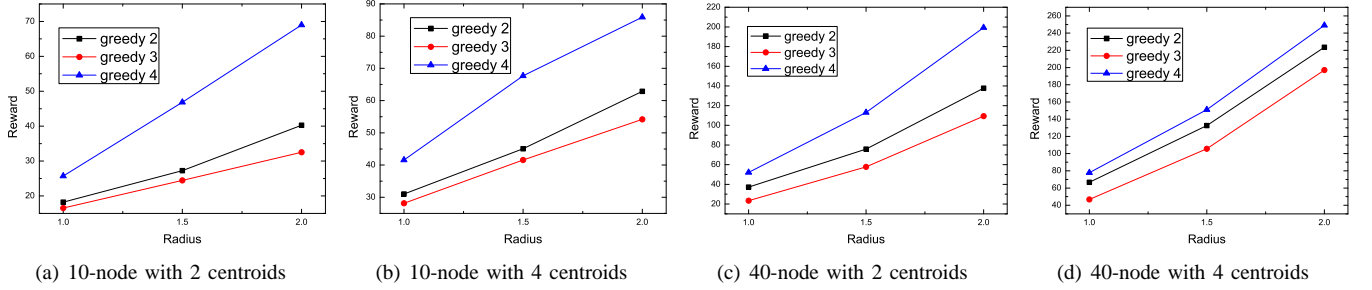 70
60
50
40
30
20
Reward
1.0
1.5
2.0
Radius
greedy 2
greedy 3
greedy 4
(a) 10-node with 2 centroids
90
80
70
60
50
40
30
Reward
1.0
1.5
2.0
Radius
greedy 2
greedy 3
greedy 4
(b) 10-node with 4 centroids
220
200
180
160
140
120
100
80
60
40
20
Reward
1.0
1.5
2.0
Radius
greedy 2
greedy 3
greedy 4
(c) 40-node with 2 centroids
260
240
220
200
180
160
140
120
100
80
60
40
Reward
1.0
1.5
2.0
Radius
greedy 2
greedy 3
greedy 4
(d) 40-node with 4 centroids